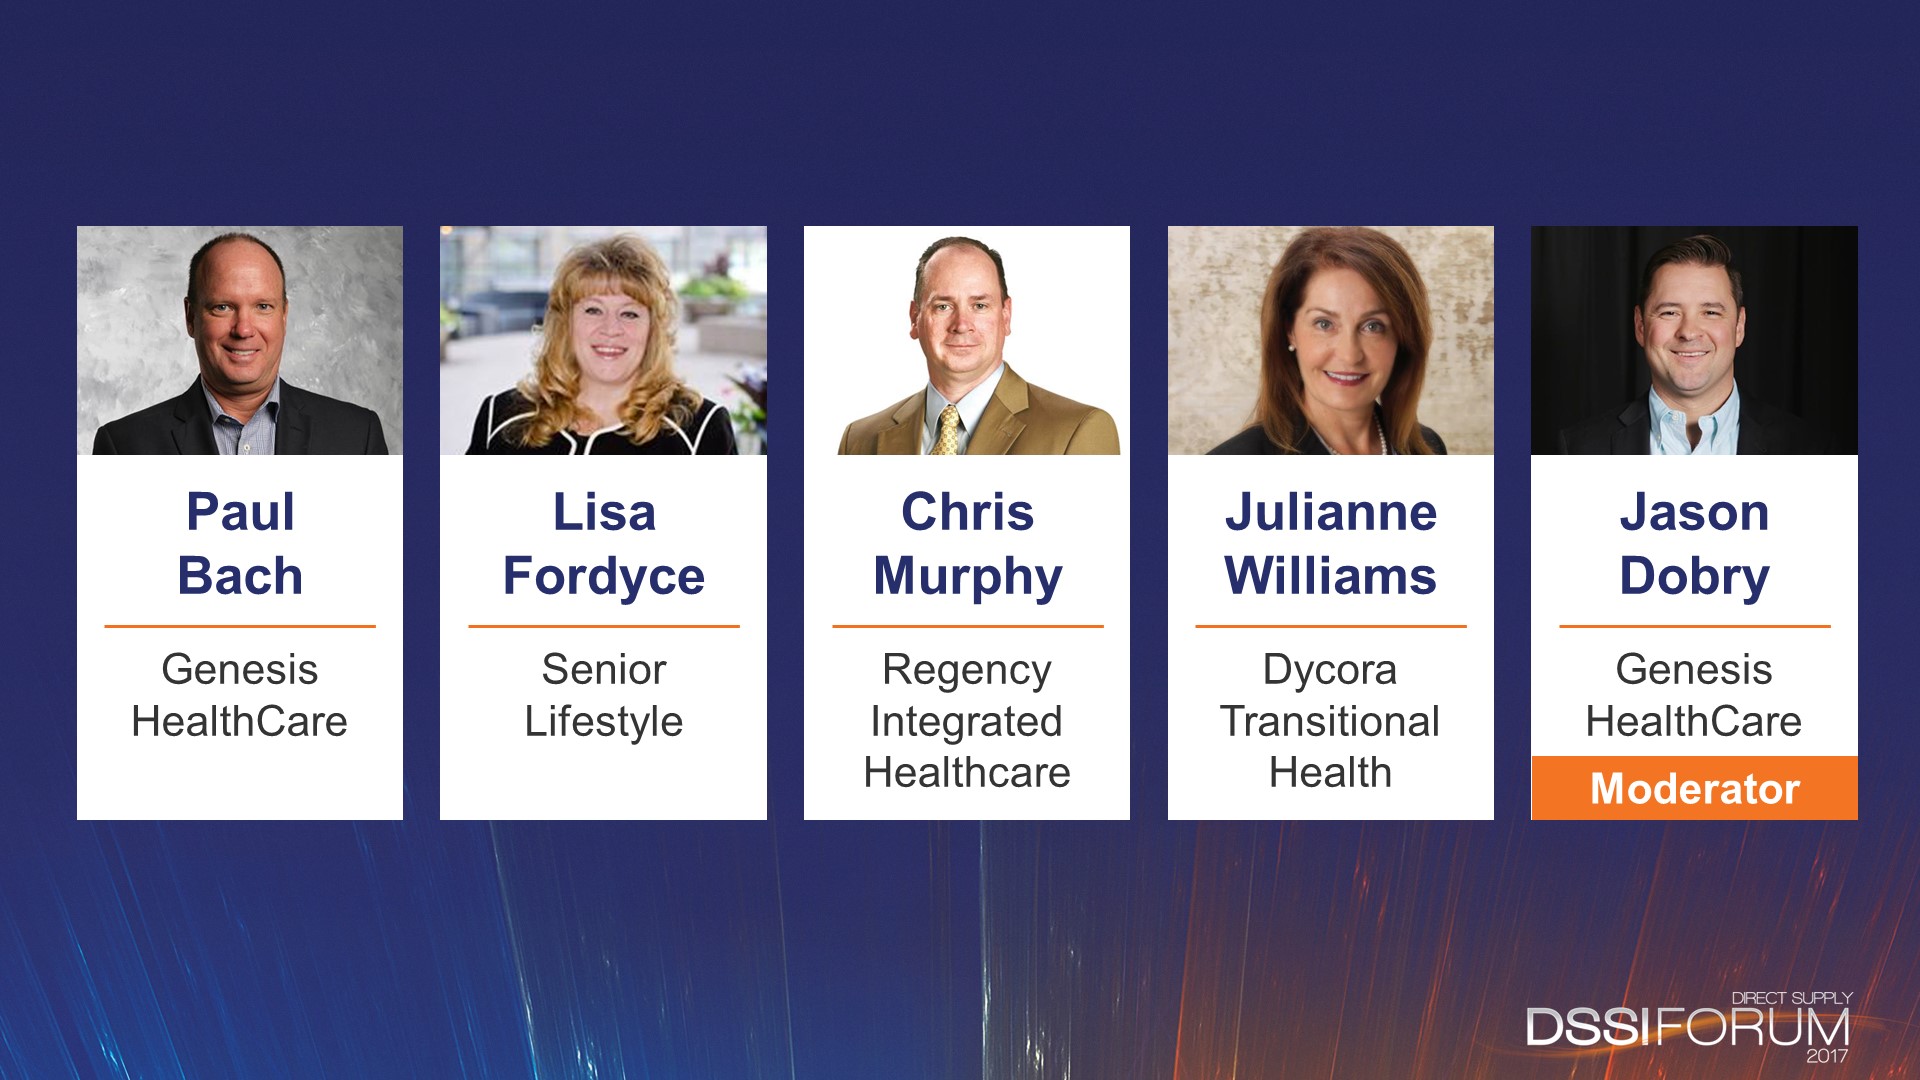 Paul
Bach
Genesis
HealthCare
Lisa
Fordyce
Senior
Lifestyle
Chris
Murphy
Regency
Integrated
Healthcare
Julianne
Williams
Dycora
Transitional
Health
Jason
Dobry
Genesis
HealthCare
Moderator
DIRECT SUPPLY
DSSIFORUM
2017